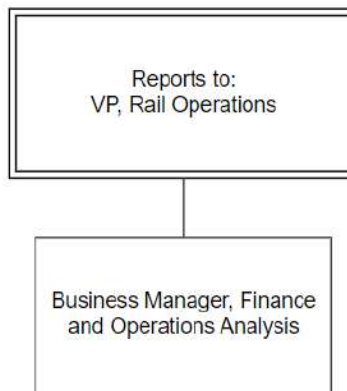 Reports to:
VP, Rail Operations
Business Manager, Finance
and Operations Analysis